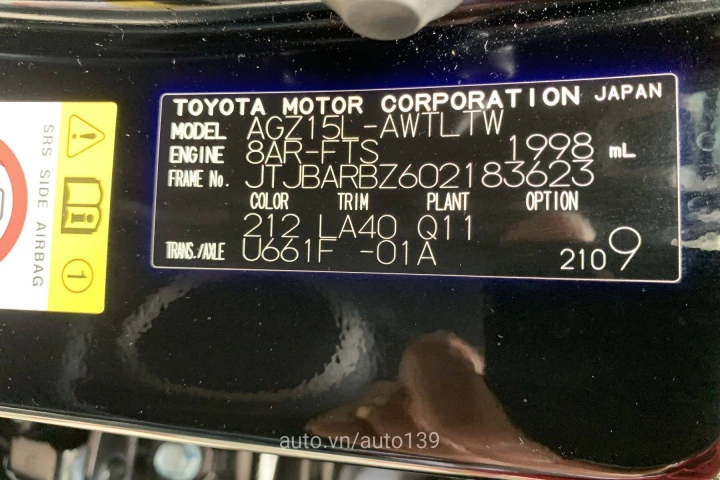 TOYOTA MOTOR CORPORATION JAPAN
MODEL AGZ15L-AWTLTW
ENGINE 8AR-FTS 1998 mL
FRAME No. JTJBARBZ602183623
COLOR TRIM PLANT OPTION
212 LA40 Q11
TRANS./AXLE U661F -01A 2109
SRS SIDE AIRBAG
1
auto.vn/auto139